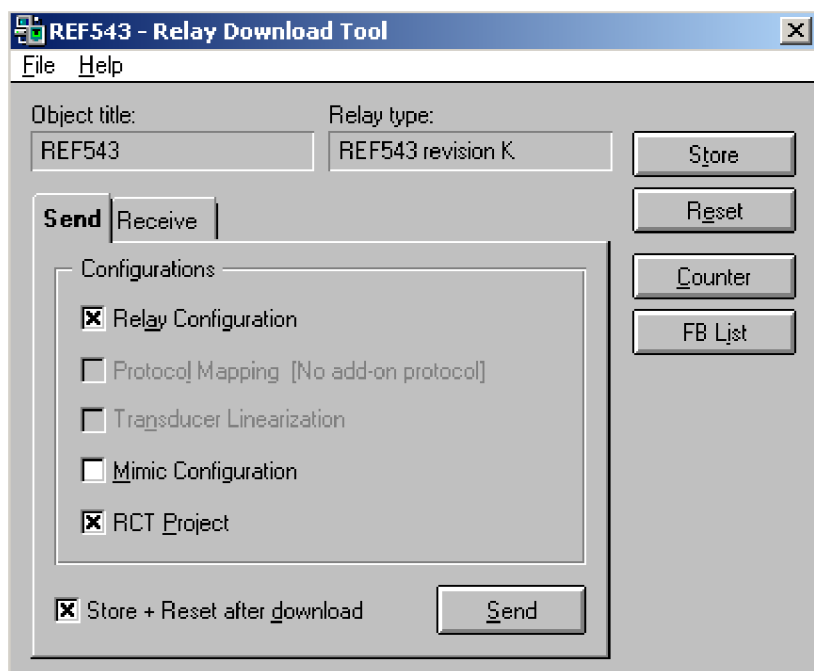 REF543 - Relay Download Tool
File Help
Object title: Relay type:
REF543 REF543 revision K
Store
Reset
Counter
FB List
Send Receive
Configurations
Relay Configuration
Protocol Mapping [No add-on protocol]
Transducer Linearization
Mimic Configuration
RCT Project
Store + Reset after download
Send